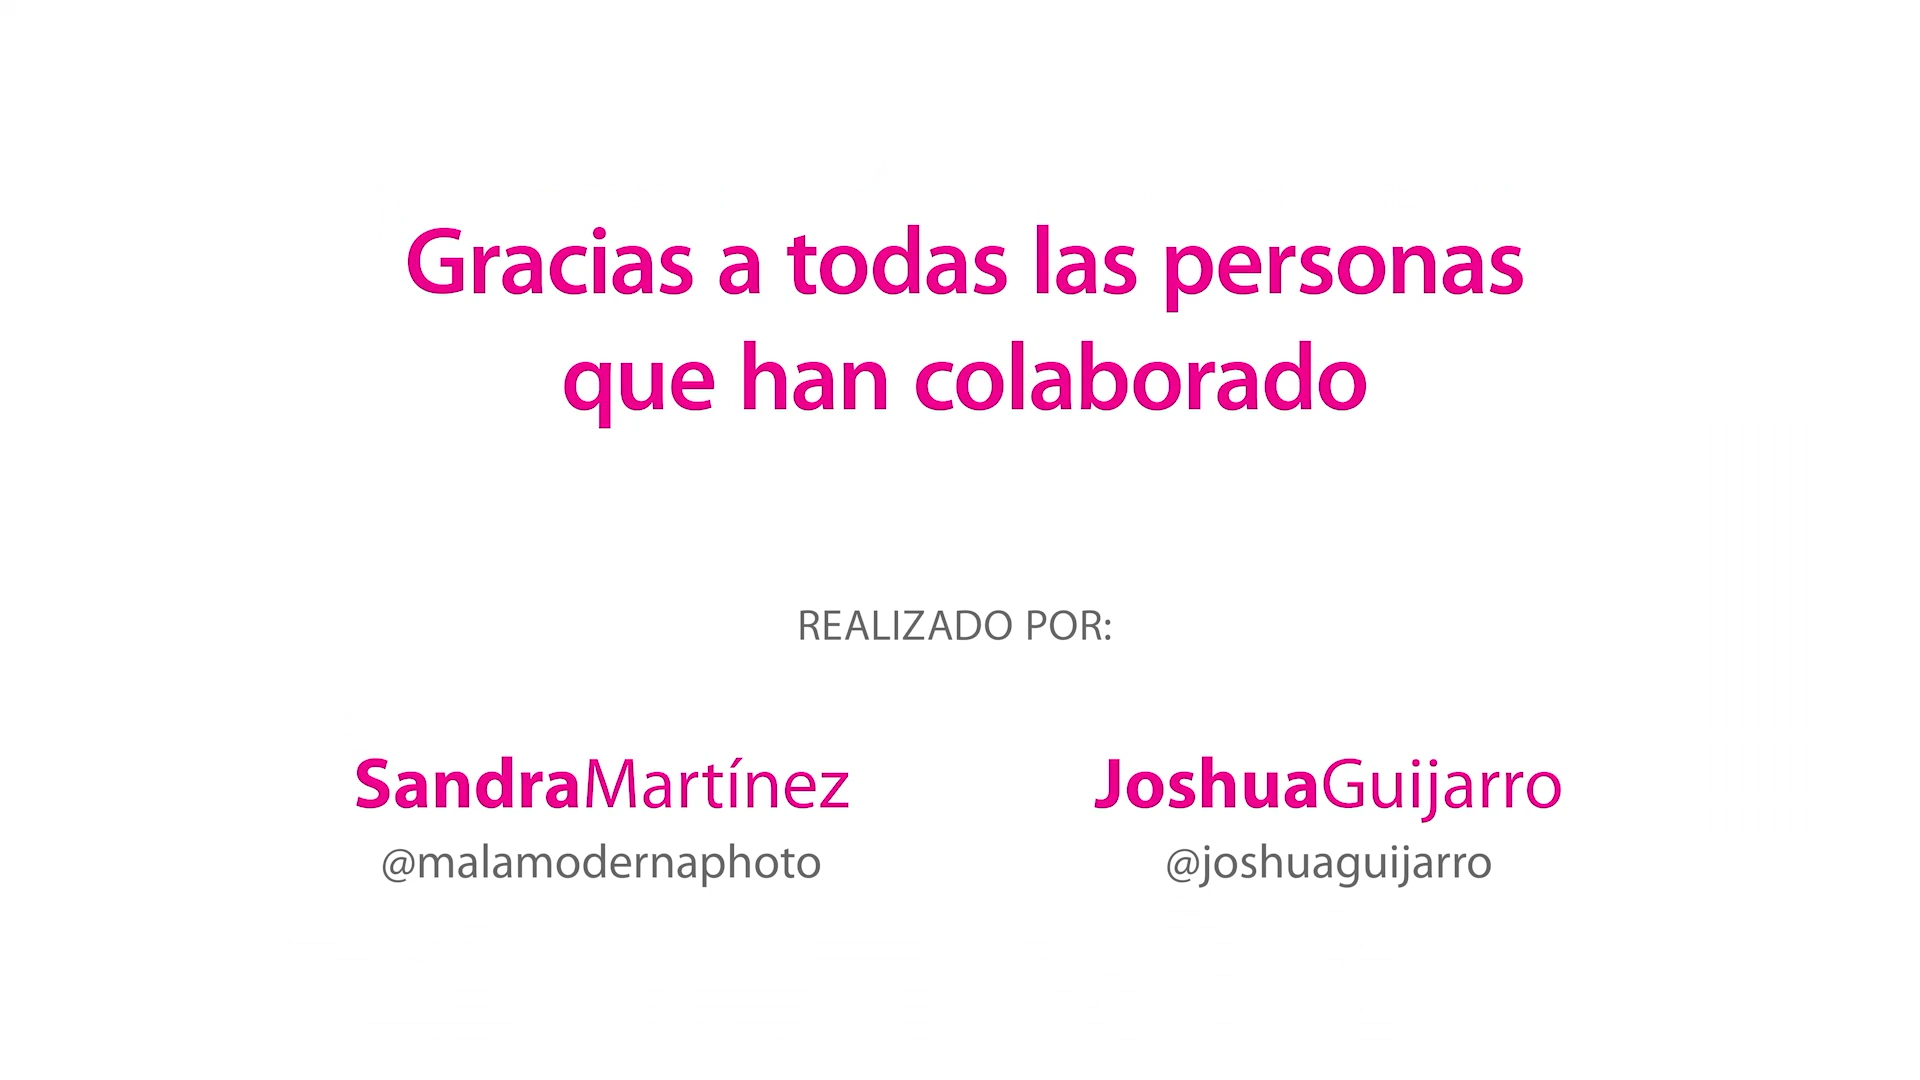 Gracias a todas las personas
que han colaborado
REALIZADO POR:
SandraMartínez
@malamodernaphoto
JoshuaGuijarro
@joshuaguijarro